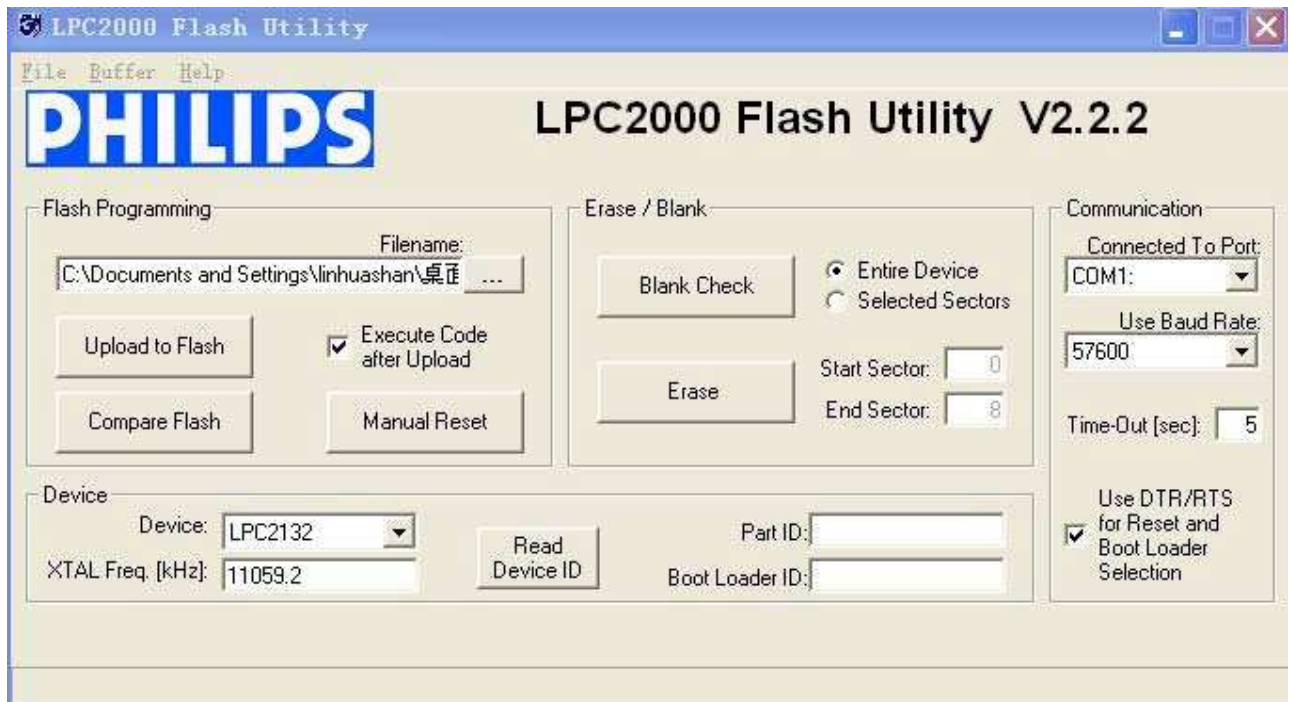 LPC2000 Flash Utility
File Buffer Help
PHILIPS
LPC2000 Flash Utility V2.2.2
Flash Programming
Filename:
C:\Documents and Settings\linhuashan\桌面
...
Upload to Flash
Execute Code
after Upload
Compare Flash
Manual Reset
Erase / Blank
Blank Check
Entire Device
Selected Sectors
Erase
Start Sector: 0
End Sector: 8
Communication
Connected To Port:
COM1:
Use Baud Rate:
57600
Time-Out [sec]: 5
Use DTR/RTS
for Reset and
Boot Loader
Selection
Device
Device: LPC2132
XTAL Freq. [kHz]: 11059.2
Read
Device ID
Part ID:
Boot Loader ID: